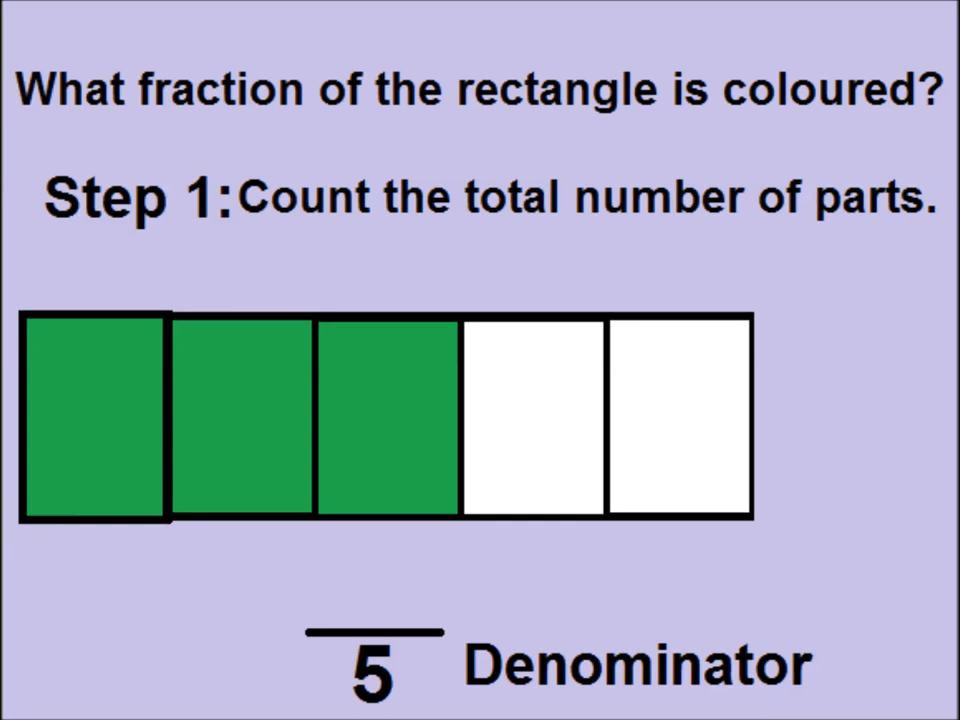 What fraction of the rectangle is coloured?
Step 1: Count the total number of parts.
5 Denominator